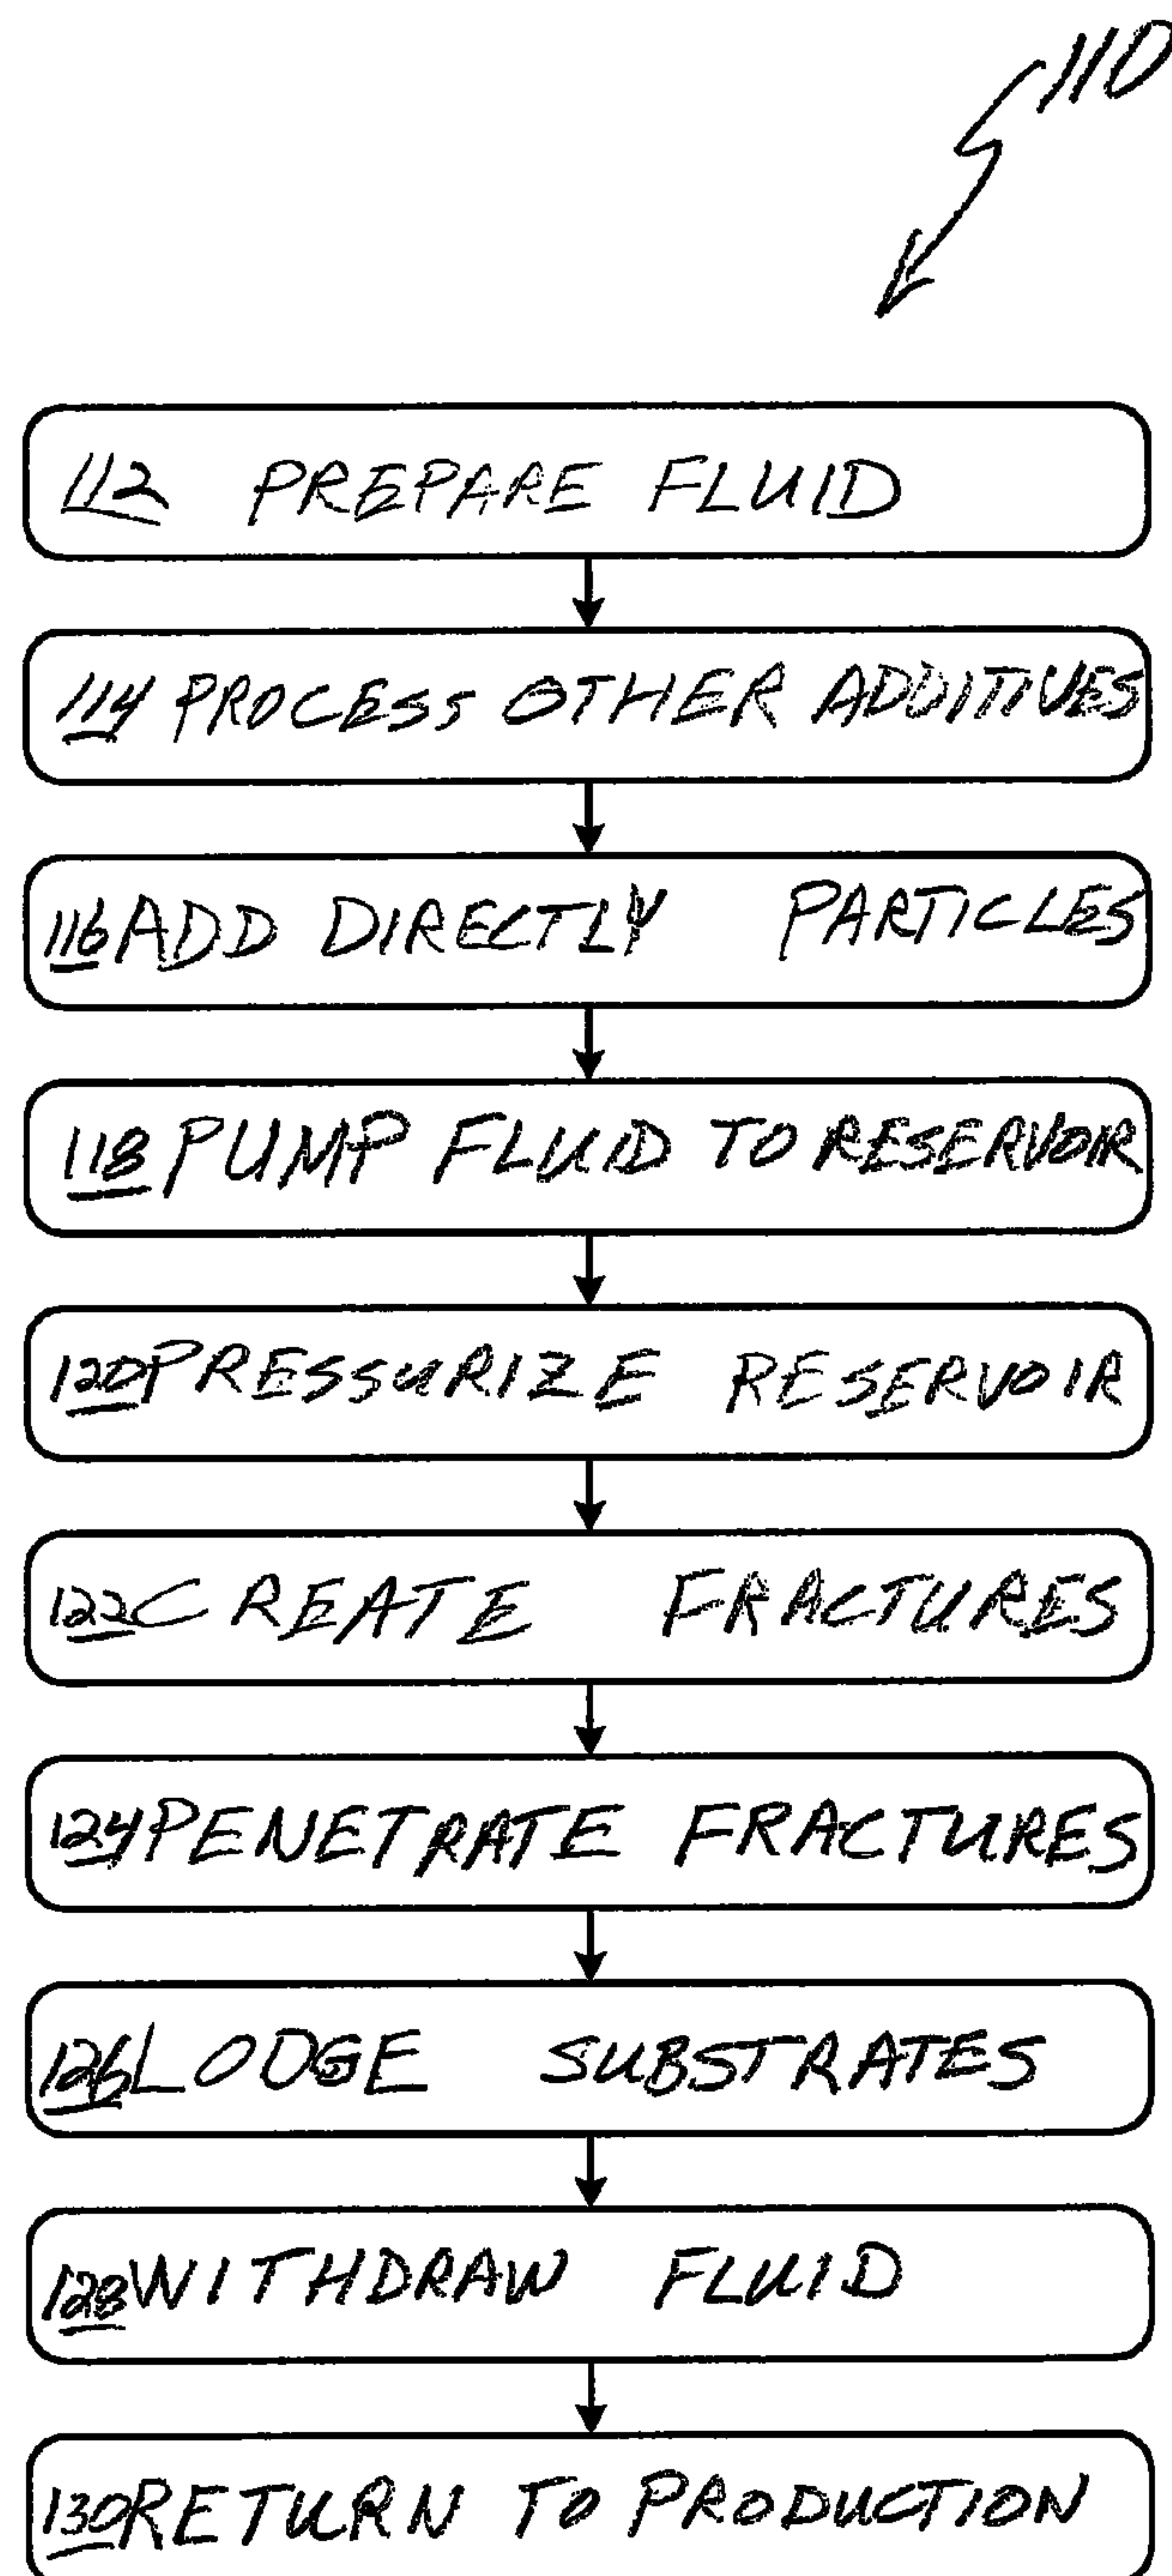 110
112 PREPARE FLUID
114 PROCESS OTHER ADDITIVES
116 ADD DIRECTLY PARTICLES
118 PUMP FLUID TO RESERVOIR
120 PRESSURIZE RESERVOIR
122 CREATE FRACTURES
124 PENETRATE FRACTURES
126 LODGE SUBSTRATES
128 WITHDRAW FLUID
130 RETURN TO PRODUCTION